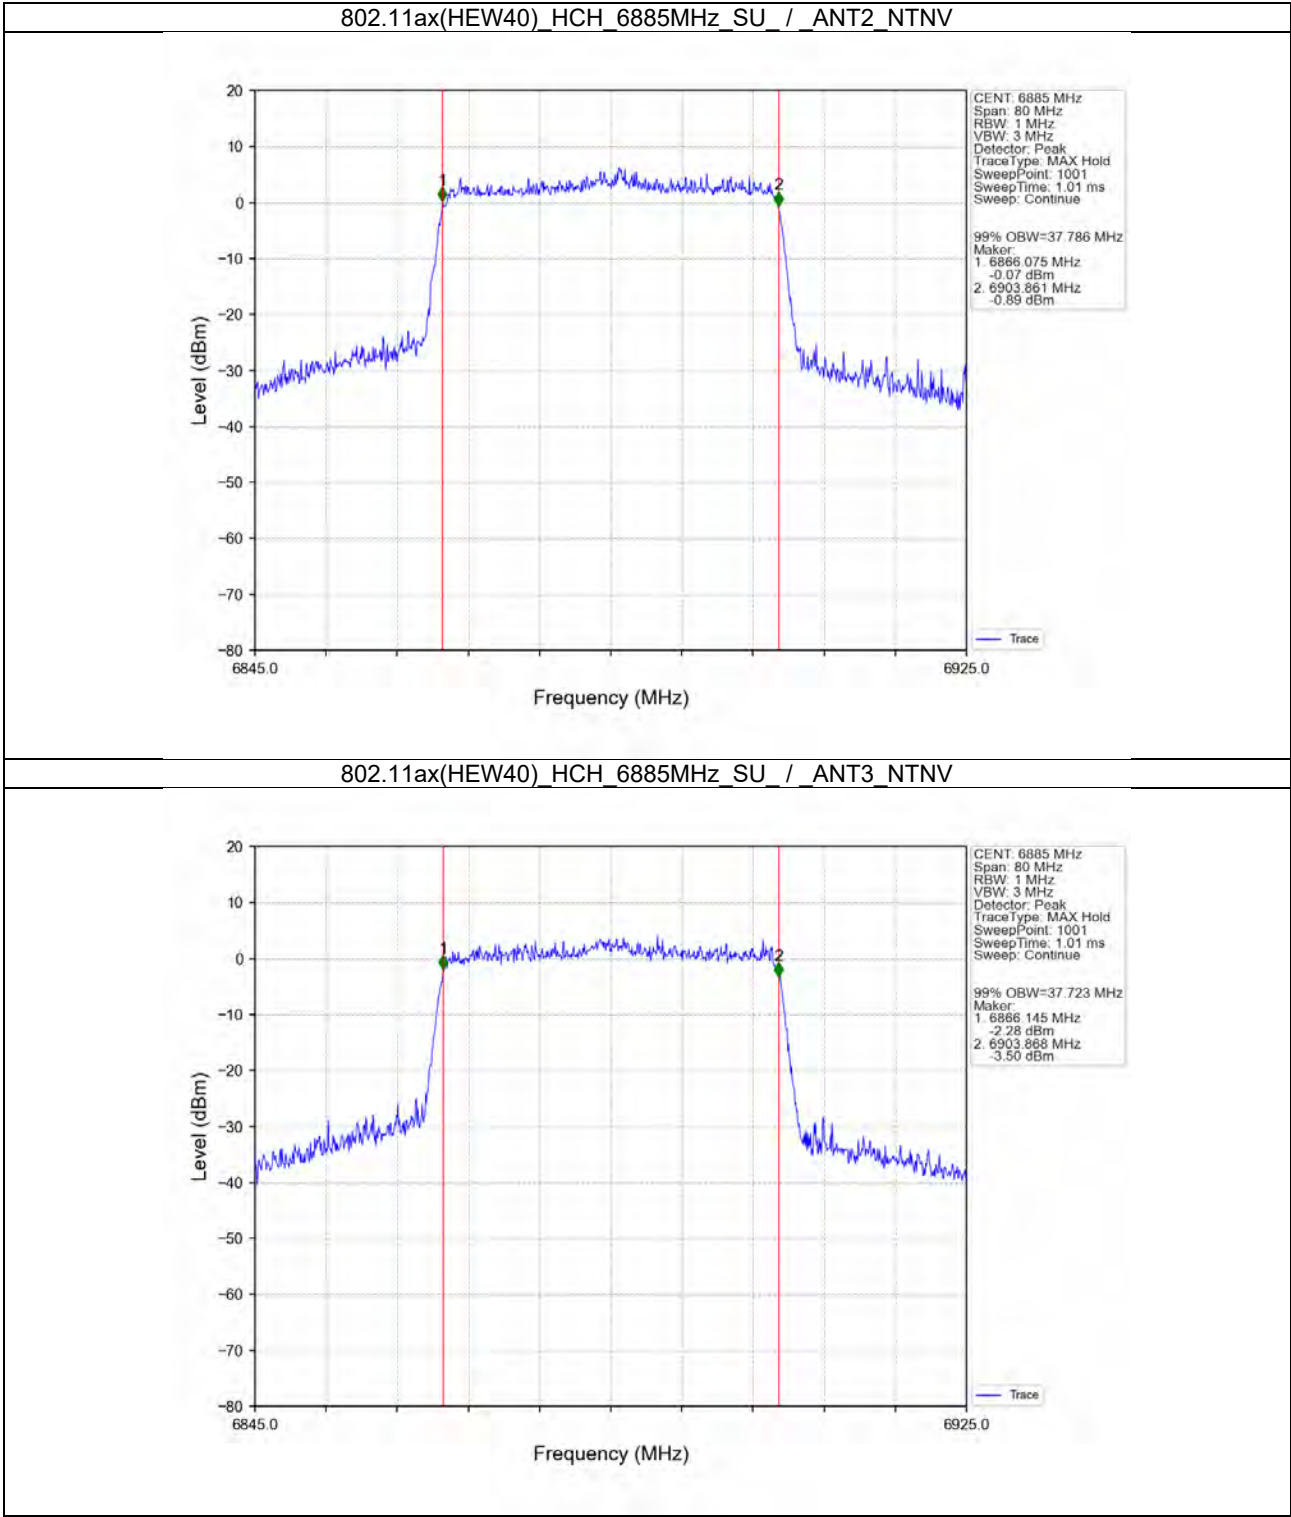 802.11ax(HEW40)_HCH_6885MHz_SU_ / _ANT2_NTNV
20
10
0
−10
−20
−30
−40
−50
−60
−70
−80
Level (dBm)
1
2
6845.0
6925.0
Frequency (MHz)
CENT: 6885 MHz
Span: 80 MHz
RBW: 1 MHz
VBW: 3 MHz
Detector: Peak
TraceType: MAX Hold
SweepPoint: 1001
SweepTime: 1.01 ms
Sweep: Continue
99% OBW=37.786 MHz
Maker:
1. 6866.075 MHz
-0.07 dBm
2. 6903.861 MHz
-0.89 dBm
Trace
802.11ax(HEW40)_HCH_6885MHz_SU_ / _ANT3_NTNV
20
10
0
−10
−20
−30
−40
−50
−60
−70
−80
Level (dBm)
1
2
6845.0
6925.0
Frequency (MHz)
CENT: 6885 MHz
Span: 80 MHz
RBW: 1 MHz
VBW: 3 MHz
Detector: Peak
TraceType: MAX Hold
SweepPoint: 1001
SweepTime: 1.01 ms
Sweep: Continue
99% OBW=37.723 MHz
Maker:
1. 6866.145 MHz
-2.28 dBm
2. 6903.868 MHz
-3.50 dBm
Trace